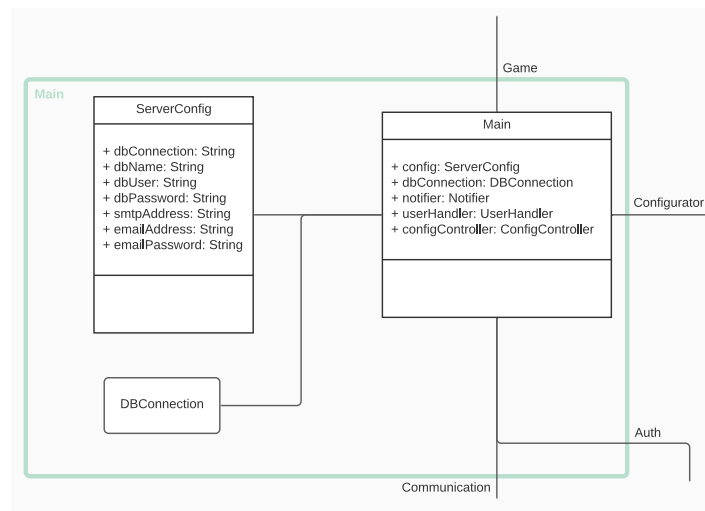 Game
Main
ServerConfig
+ dbConnection: String
+ dbName: String
+ dbUser: String
+ dbPassword: String
+ smtpAddress: String
+ emailAddress: String
+ emailPassword: String
Main
+ config: ServerConfig
+ dbConnection: DBConnection
+ notifier: Notifier
+ userHandler: UserHandler
+ configController: ConfigController
Configurator
DBConnection
Auth
Communication